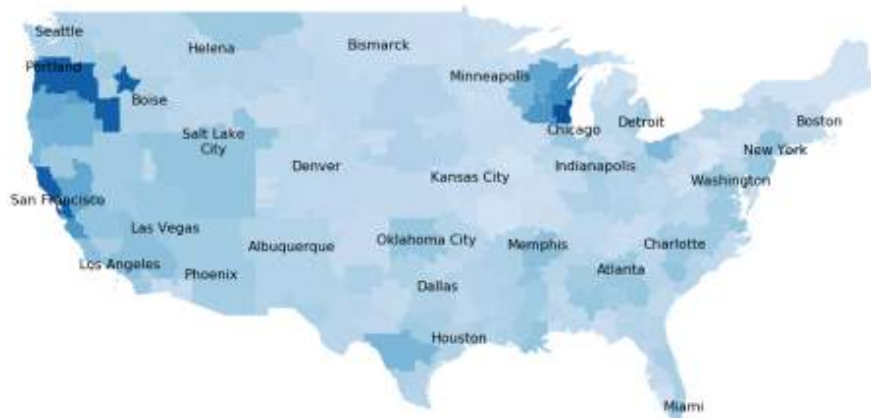 Seattle
Helena
Bismarck
Portland
Minneapolis
Boise
Boston
Chicago
Detroit
Salt Lake
City
New York
Denver
Indianapolis
Kansas City
Washington
San Francisco
Las Vegas
Albuquerque
Oklahoma City
Memphis
Charlotte
Los Angeles
Phoenix
Atlanta
Dallas
Houston
Miami